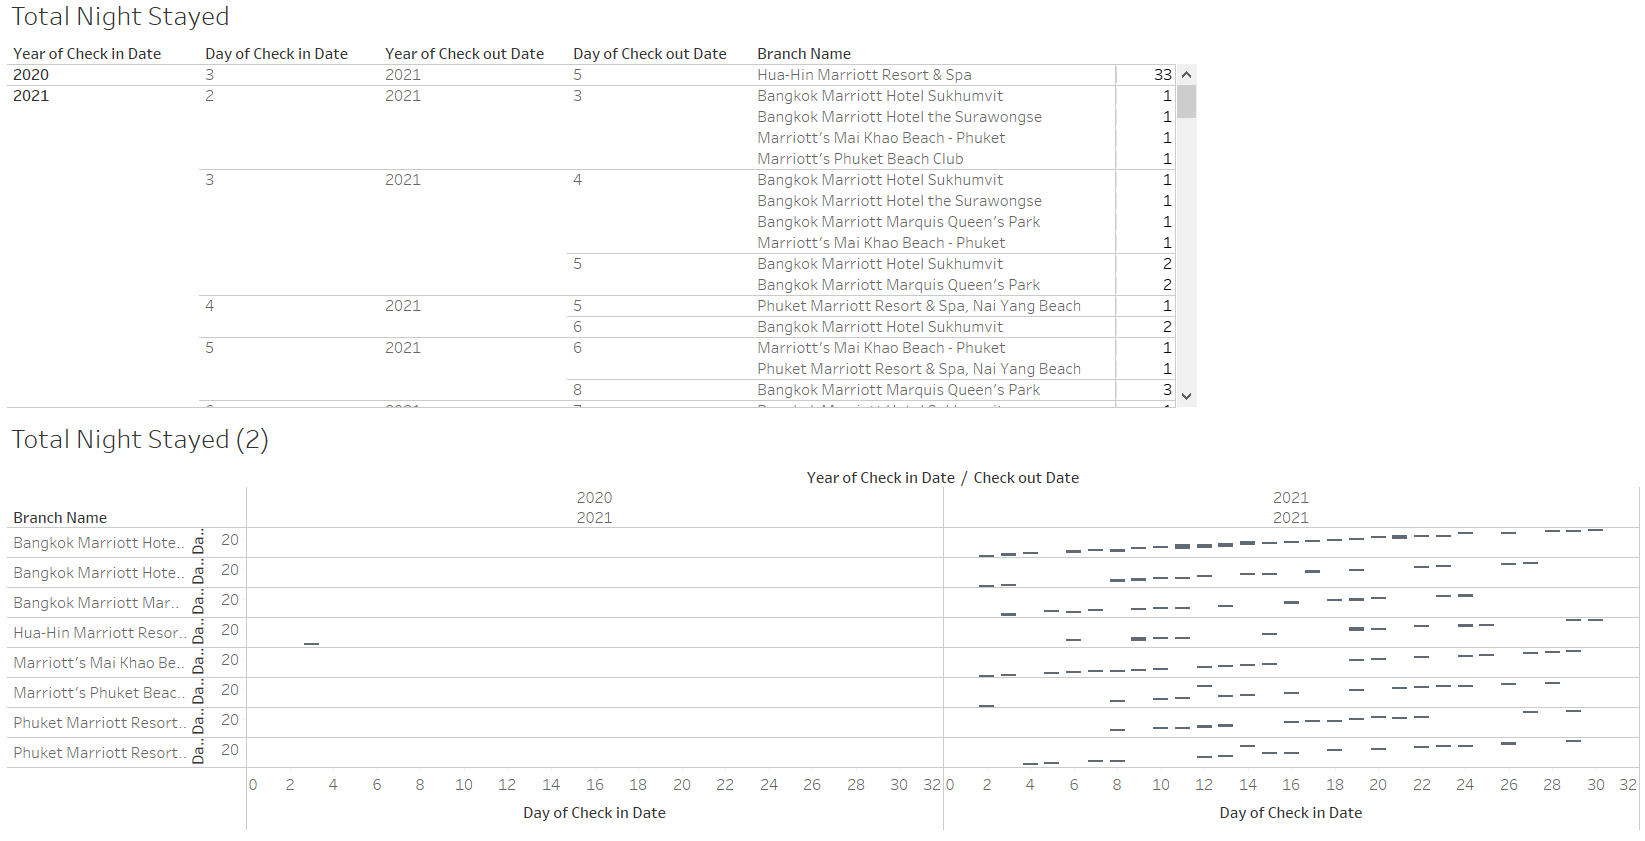 Total Night Stayed
Year of Check in Date Day of Check in Date Year of Check out Date Day of Check out Date Branch Name
2020 3 2021 5 Hua-Hin Marriott Resort & Spa 33
2021 2 2021 3 Bangkok Marriott Hotel Sukhumvit 1
Bangkok Marriott Hotel the Surawongse 1
Marriott’s Mai Khao Beach - Phuket 1
Marriott’s Phuket Beach Club 1
3 2021 4 Bangkok Marriott Hotel Sukhumvit 1
Bangkok Marriott Hotel the Surawongse 1
Bangkok Marriott Marquis Queen’s Park 1
Marriott’s Mai Khao Beach - Phuket 1
5 Bangkok Marriott Hotel Sukhumvit 2
Bangkok Marriott Marquis Queen’s Park 2
4 2021 5 Phuket Marriott Resort & Spa, Nai Yang Beach 1
6 Bangkok Marriott Hotel Sukhumvit 2
5 2021 6 Marriott’s Mai Khao Beach - Phuket 1
Phuket Marriott Resort & Spa, Nai Yang Beach 1
8 Bangkok Marriott Marquis Queen’s Park 3
Total Night Stayed (2)
Year of Check in Date / Check out Date
2020 2021
Branch Name 2021 2021
Bangkok Marriott Hote.. Da.. 20
Bangkok Marriott Hote.. Da.. 20
Bangkok Marriott Mar.. Da.. 20
Hua-Hin Marriott Resor.. Da.. 20
Marriott’s Mai Khao Be.. Da.. 20
Marriott’s Phuket Beac.. Da.. 20
Phuket Marriott Resort.. Da.. 20
Phuket Marriott Resort.. Da.. 20
0 2 4 6 8 10 12 14 16 18 20 22 24 26 28 30 32 0 2 4 6 8 10 12 14 16 18 20 22 24 26 28 30 32
Day of Check in Date Day of Check in Date